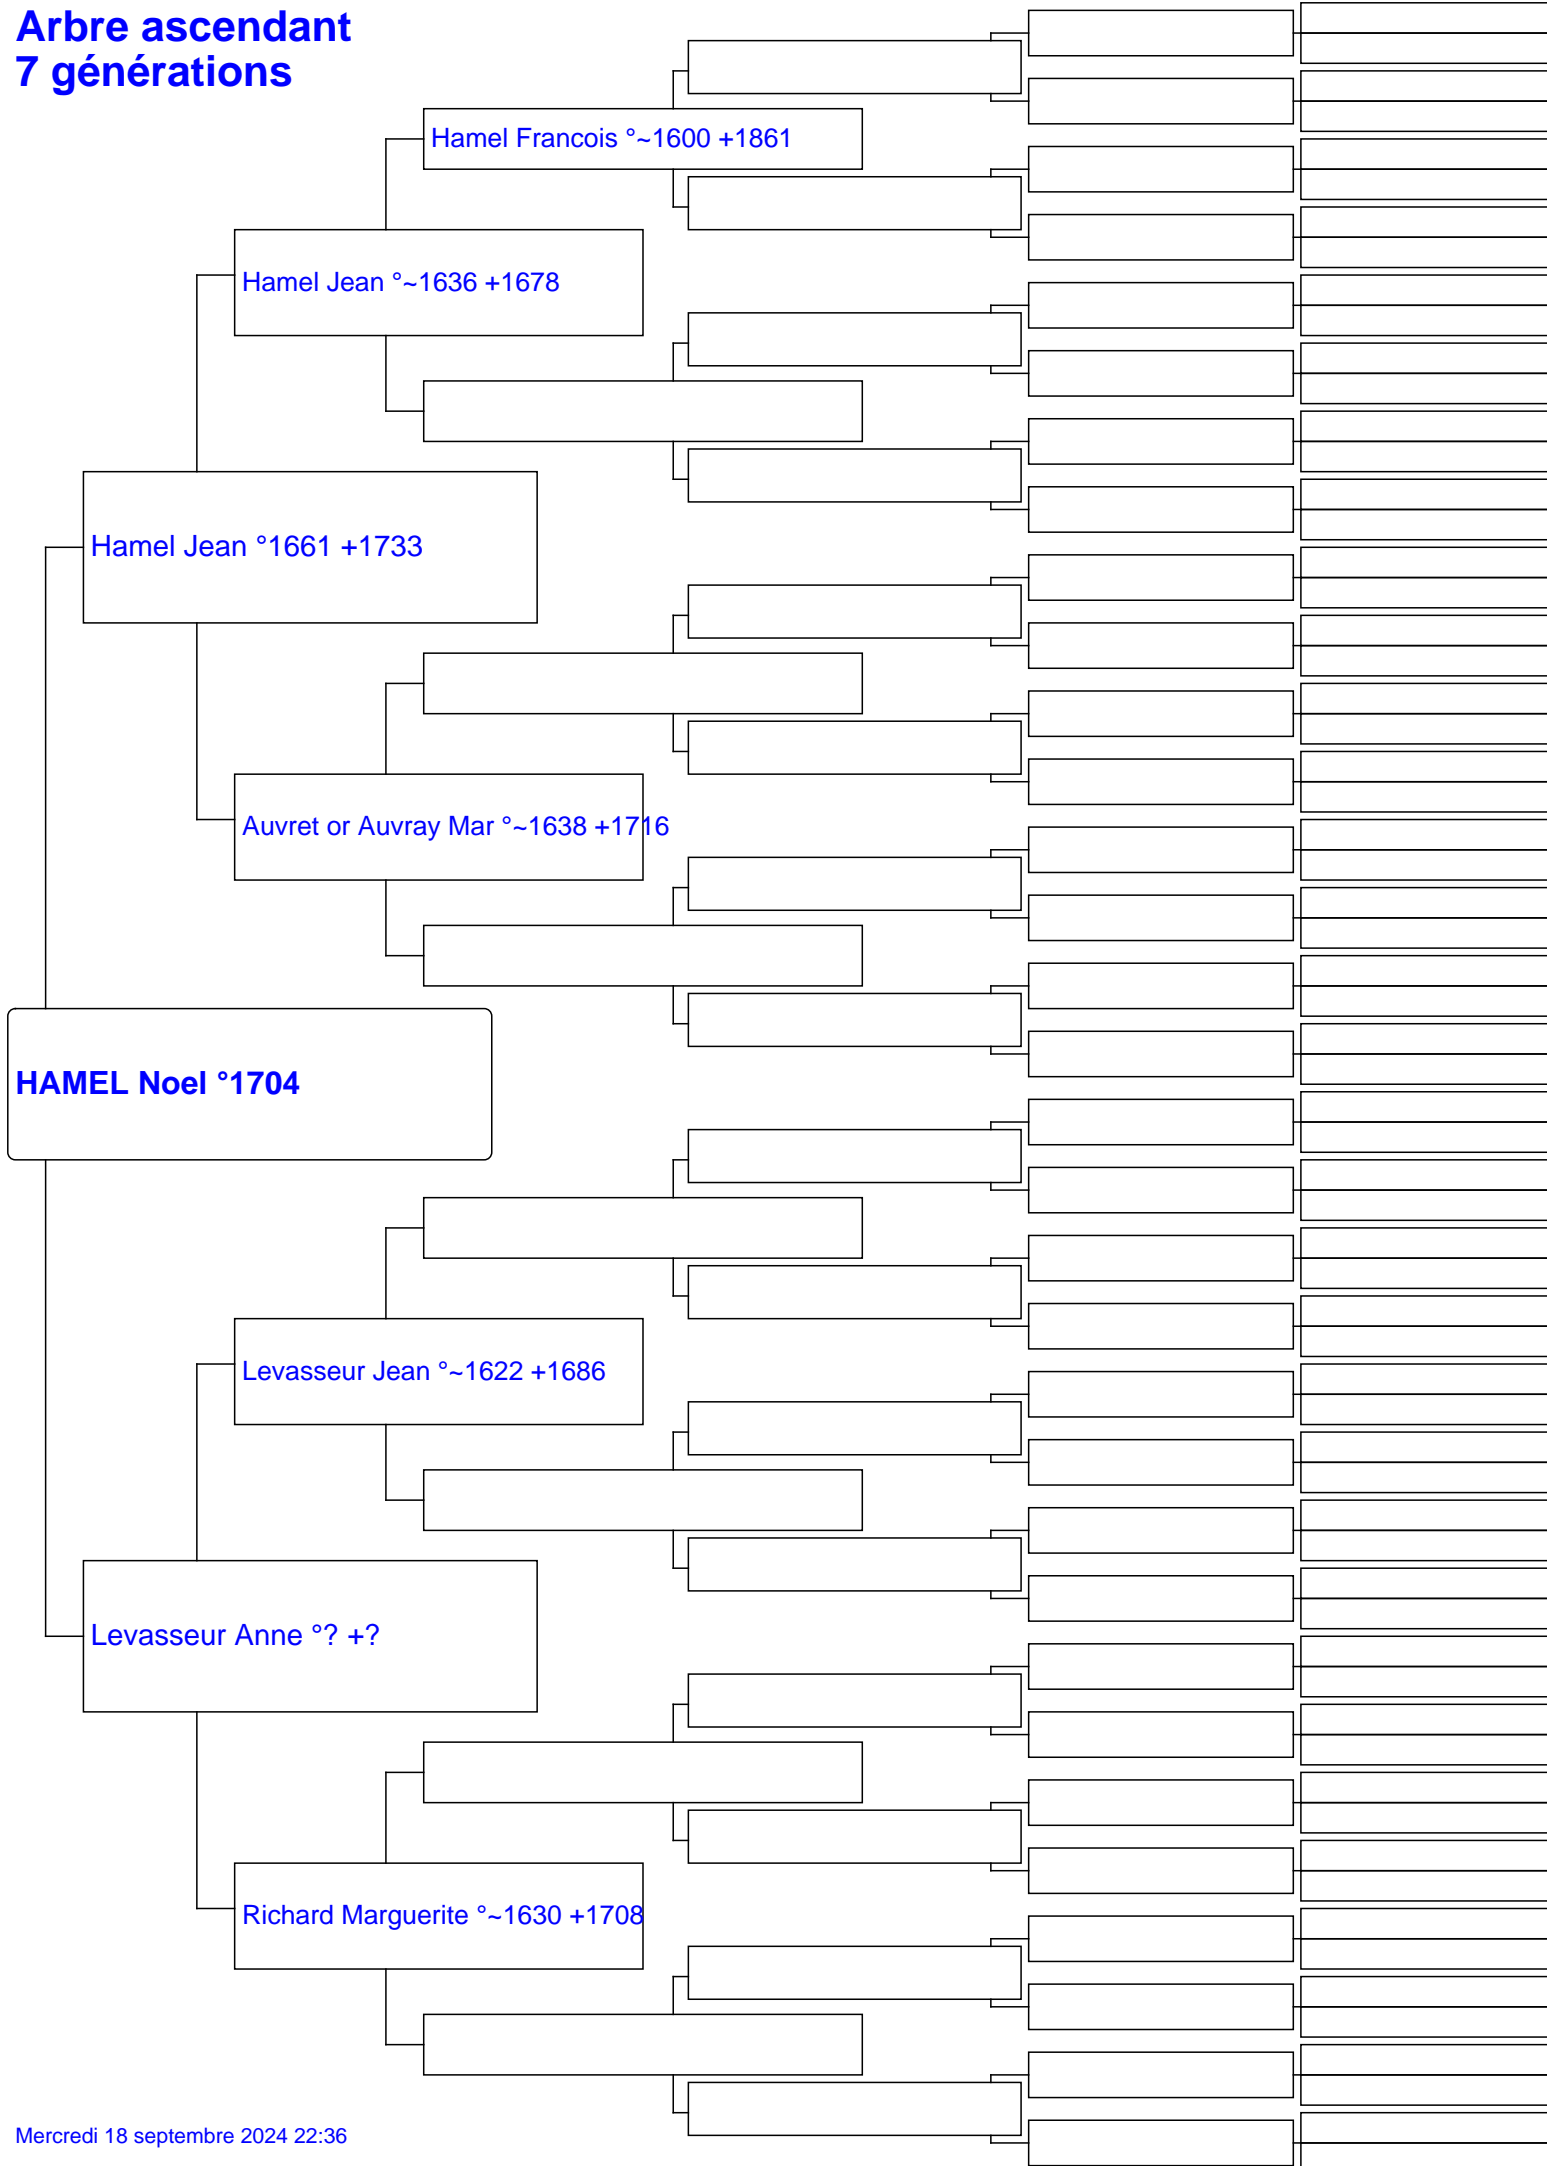 Arbre ascendant
7 générations
Hamel Francois °~1600 +1861
Hamel Jean °~1636 +1678
Hamel Jean °1661 +1733
Auvret or Auvray Mar °~1638 +1716
HAMEL Noel °1704
Levasseur Jean °~1622 +1686
Levasseur Anne °? +?
Richard Marguerite °~1630 +1708
Mercredi 18 septembre 2024 22:36